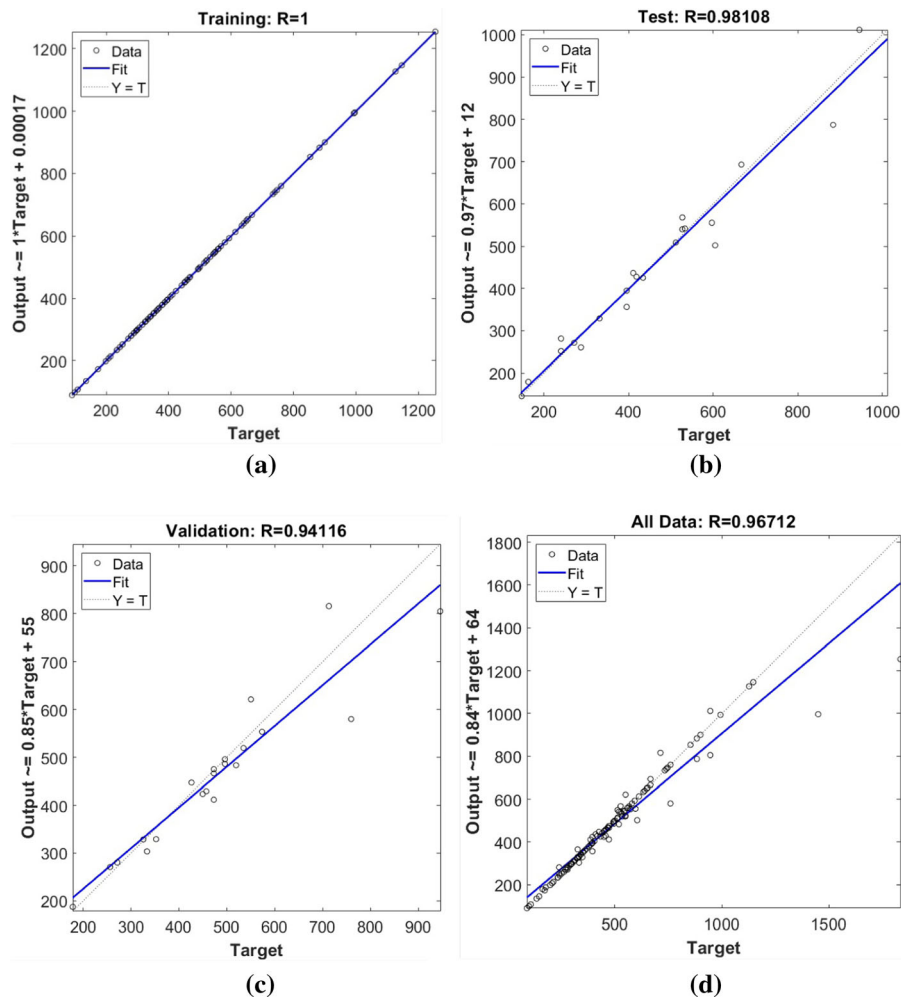 Training: R=1
Data
Fit
Y = T
Output ~= 1*Target + 0.00017
1200
1000
800
600
400
200
200 400 600 800 1000 1200
Target
(a)
Test: R=0.98108
Data
Fit
Y = T
Output ~= 0.97*Target + 12
1000
900
800
700
600
500
400
300
200
200 400 600 800 1000
Target
(b)
Validation: R=0.94116
Data
Fit
Y = T
Output ~= 0.85*Target + 55
900
800
700
600
500
400
300
200
200 300 400 500 600 700 800 900
Target
(c)
All Data: R=0.96712
Data
Fit
Y = T
Output ~= 0.84*Target + 64
1800
1600
1400
1200
1000
800
600
400
200
500 1000 1500
Target
(d)